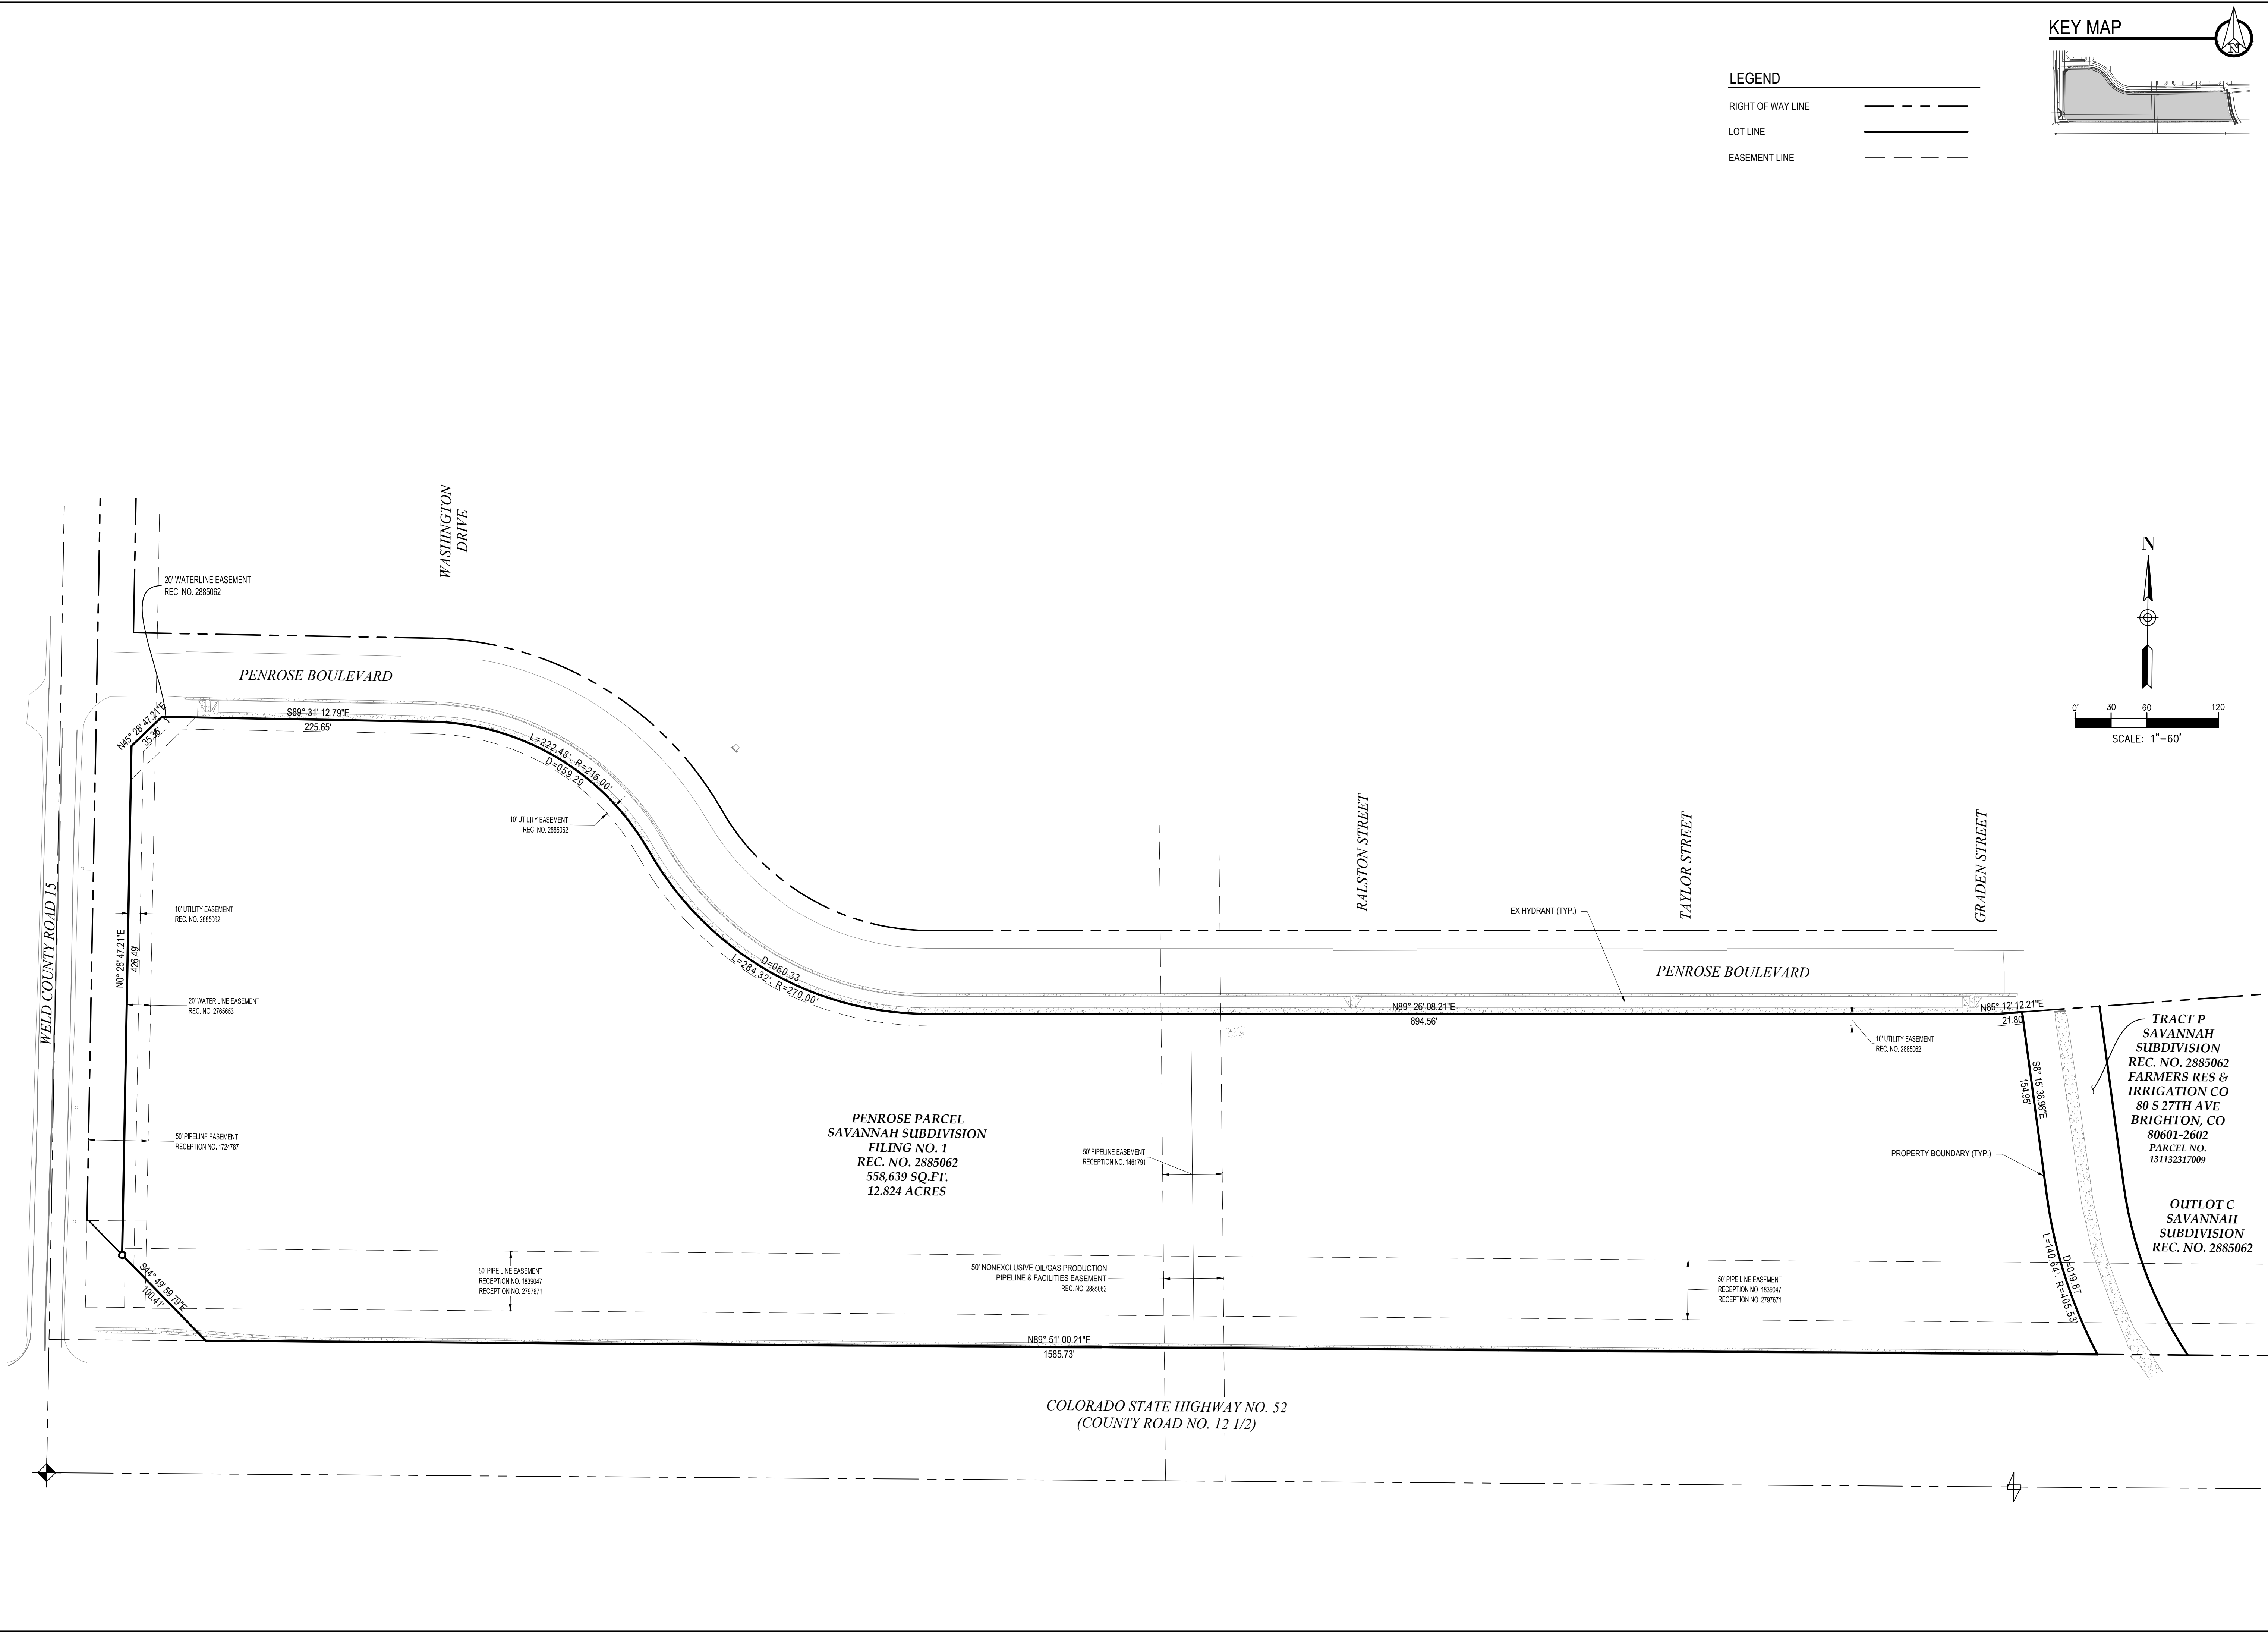 KEY MAP
N
LEGEND
RIGHT OF WAY LINE
LOT LINE
EASEMENT LINE
WASHINGTON
DRIVE
N
20' WATERLINE EASEMENT
REC. NO. 2885062
PENROSE BOULEVARD
0' 30 60 120
SCALE: 1"=60'
N45° 28' 47.21"E
35.36'
S89° 31' 12.79"E
225.65'
L=222.48', R=215.00'
D=059.29
10' UTILITY EASEMENT
REC. NO. 2885062
RALSTON STREET
TAYLOR STREET
GRADEN STREET
WELD COUNTY ROAD 15
10' UTILITY EASEMENT
REC. NO. 2885062
EX HYDRANT (TYP.)
N0° 28' 47.21"E
426.49'
D=060.33
L=284.32', R=270.00'
PENROSE BOULEVARD
20' WATER LINE EASEMENT
REC. NO. 2765653
N89° 26' 08.21"E
894.56'
N85° 12' 12.21"E
21.80'
10' UTILITY EASEMENT
REC. NO. 2885062
TRACT P
SAVANNAH
SUBDIVISION
REC. NO. 2885062
FARMERS RES &
IRRIGATION CO
80 S 27TH AVE
BRIGHTON, CO
80601-2602
PARCEL NO.
131132317009
S8° 15' 36.98"E
154.95'
PENROSE PARCEL
SAVANNAH SUBDIVISION
FILING NO. 1
REC. NO. 2885062
558,639 SQ.FT.
12.824 ACRES
50' PIPELINE EASEMENT
RECEPTION NO. 1724787
50' PIPELINE EASEMENT
RECEPTION NO. 1461791
PROPERTY BOUNDARY (TYP.)
OUTLOT C
SAVANNAH
SUBDIVISION
REC. NO. 2885062
D=019.87
L=140.64', R=405.53'
S44° 49' 59.79"E
100.41'
50' PIPE LINE EASEMENT
RECEPTION NO. 1839047
RECEPTION NO. 2797671
50' NONEXCLUSIVE OIL/GAS PRODUCTION
PIPELINE & FACILITIES EASEMENT
REC. NO. 2885062
50' PIPE LINE EASEMENT
RECEPTION NO. 1839047
RECEPTION NO. 2797671
N89° 51' 00.21"E
1585.73'
COLORADO STATE HIGHWAY NO. 52
(COUNTY ROAD NO. 12 1/2)